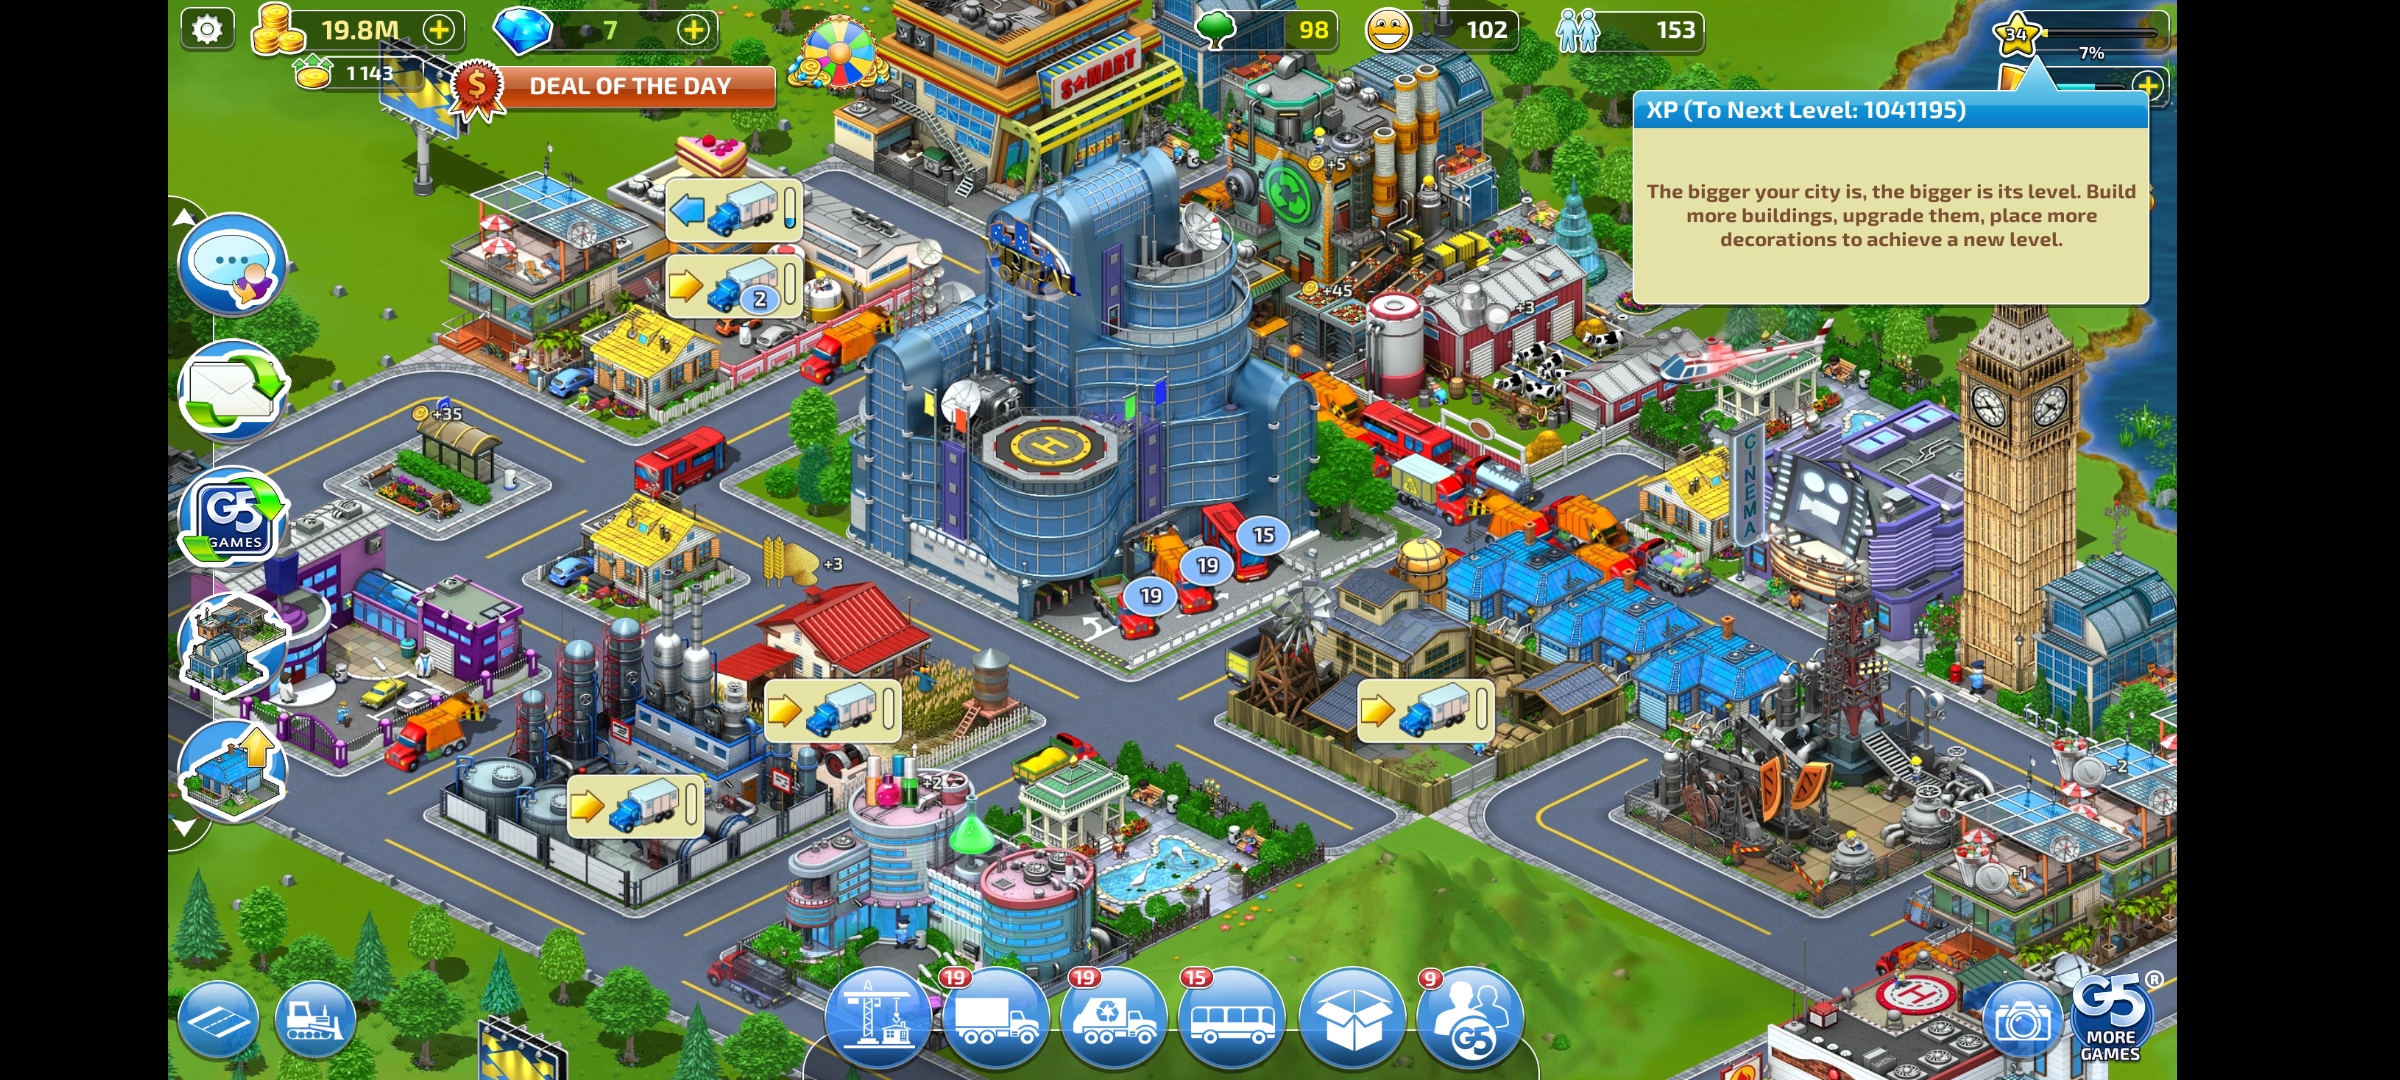 19.8M
7
98
102
153
34
7%
1 143
DEAL OF THE DAY
S★MART
XP (To Next Level: 1041195)
The bigger your city is, the bigger is its level. Build
more buildings, upgrade them, place more
decorations to achieve a new level.
+5
+45
+3
2
+35
H
CINEMA
G5
GAMES
15
19
19
+3
+2
-2
-1
19
19
15
9
G5
H
G5®
MORE
GAMES